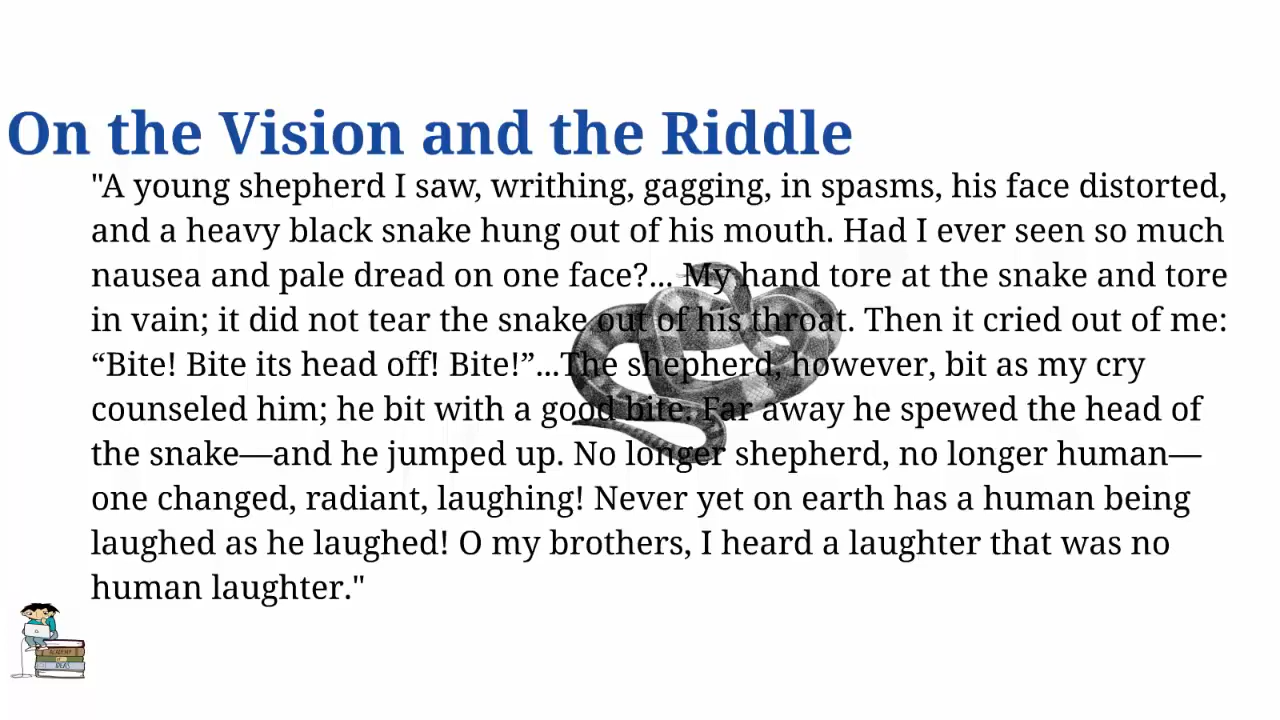 On the Vision and the Riddle
"A young shepherd I saw, writhing, gagging, in spasms, his face distorted,
and a heavy black snake hung out of his mouth. Had I ever seen so much
nausea and pale dread on one face?... My hand tore at the snake and tore
in vain; it did not tear the snake out of his throat. Then it cried out of me:
“Bite! Bite its head off! Bite!”...The shepherd, however, bit as my cry
counseled him; he bit with a good bite. Far away he spewed the head of
the snake—and he jumped up. No longer shepherd, no longer human—
one changed, radiant, laughing! Never yet on earth has a human being
laughed as he laughed! O my brothers, I heard a laughter that was no
human laughter."
ACADEMY
OF
IDEAS